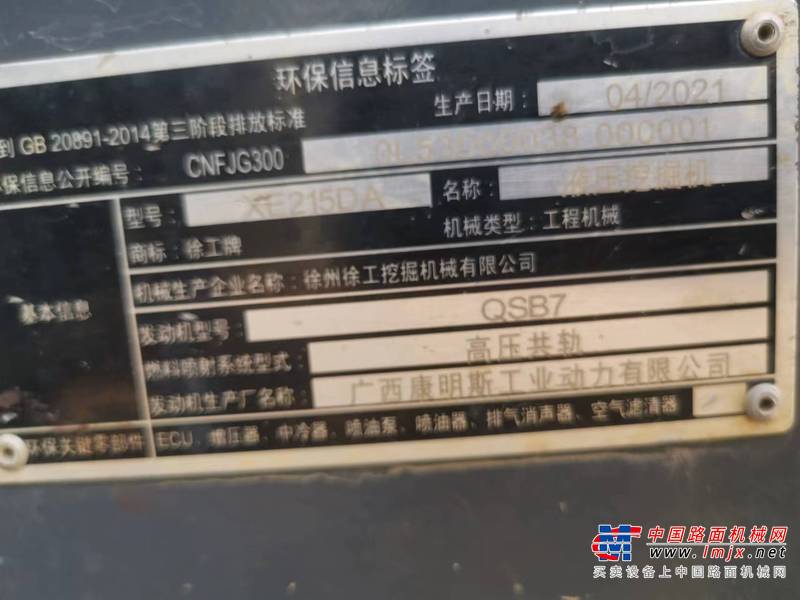 环保信息标签
到 GB 20891-2014第三阶段排放标准
生产日期: 04/2021
保信息公开编号: CNFJG300 000001
型号: XE215DA 名称: 液压挖掘机
商标: 徐工牌 机械类型: 工程机械
机械生产企业名称: 徐州徐工挖掘机械有限公司
基本信息
发动机型号: QSB7
燃料喷射系统型式: 高压共轨
发动机生产厂名称: 广西康明斯工业动力有限公司
环保关键零部件 ECU、增压器、中冷器、喷油泵、喷油器、排气消声器、空气滤清器
中国路面机械网
www.lmjx.net
买卖设备上中国路面机械网